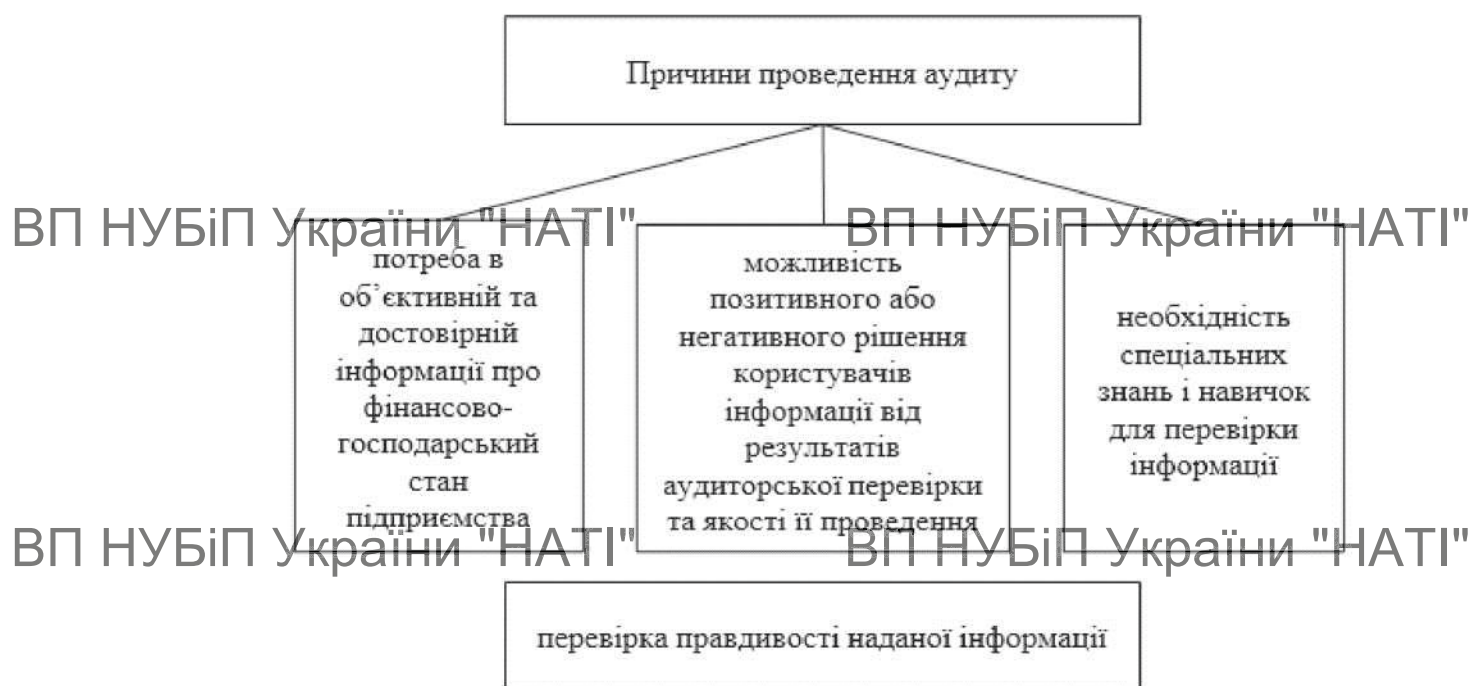 Причини проведення аудиту
ВП НУБіП України "НАТІ"
ВП НУБіП України "НАТІ"
потреба в
об’єктивній та
достовірній
інформації про
фінансово-
господарський
стан
підприємства
можливість
позитивного або
негативного рішення
користувачів
інформації від
результатів
аудиторської перевірки
та якості її проведення
необхідність
спеціальних
знань і навичок
для перевірки
інформації
ВП НУБіП України "НАТІ"
ВП НУБіП України "НАТІ"
перевірка правдивості наданої інформації